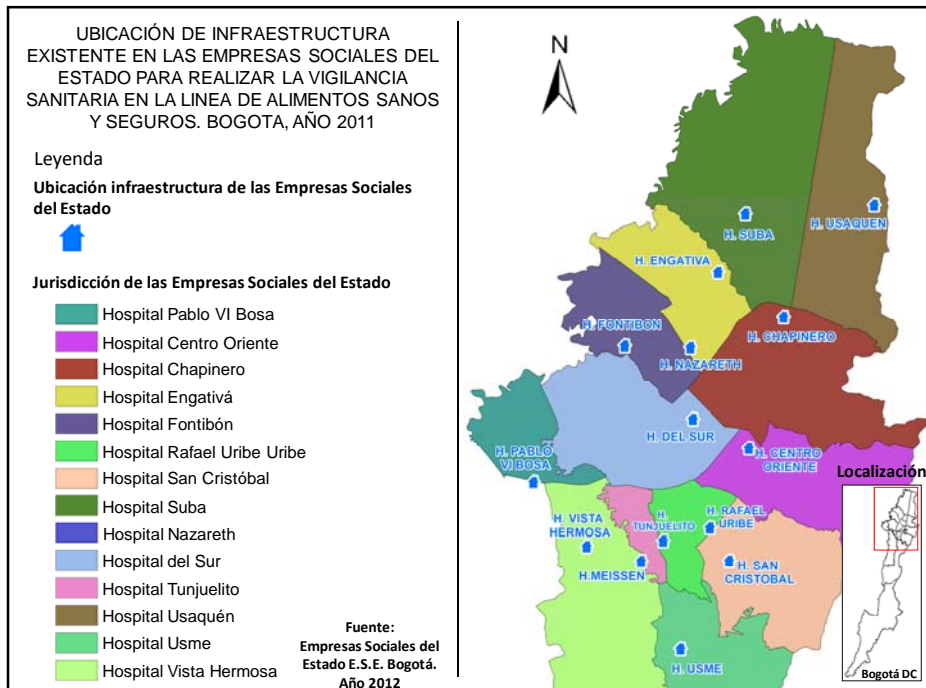 UBICACIÓN DE INFRAESTRUCTURA
EXISTENTE EN LAS EMPRESAS SOCIALES DEL
ESTADO PARA REALIZAR LA VIGILANCIA
SANITARIA EN LA LINEA DE ALIMENTOS SANOS
Y SEGUROS. BOGOTA, AÑO 2011
Leyenda
Ubicación infraestructura de las Empresas Sociales
del Estado
Jurisdicción de las Empresas Sociales del Estado
Hospital Pablo VI Bosa
Hospital Centro Oriente
Hospital Chapinero
Hospital Engativá
Hospital Fontibón
Hospital Rafael Uribe Uribe
Hospital San Cristóbal
Hospital Suba
Hospital Nazareth
Hospital del Sur
Hospital Tunjuelito
Hospital Usaquén
Hospital Usme
Hospital Vista Hermosa
Fuente:
Empresas Sociales del
Estado E.S.E. Bogotá.
Año 2012
N
H. USAQUEN
H. SUBA
H. ENGATIVA
H. FONTIBON
H. CHAPINERO
H. NAZARETH
H. DEL SUR
H. PABLO
VI BOSA
H. CENTRO
ORIENTE
H. VISTA
HERMOSA
H.
TUNJUELITO
H. RAFAEL
URIBE
H.MEISSEN
H. SAN
CRISTOBAL
H. USME
Localización
Bogotá DC